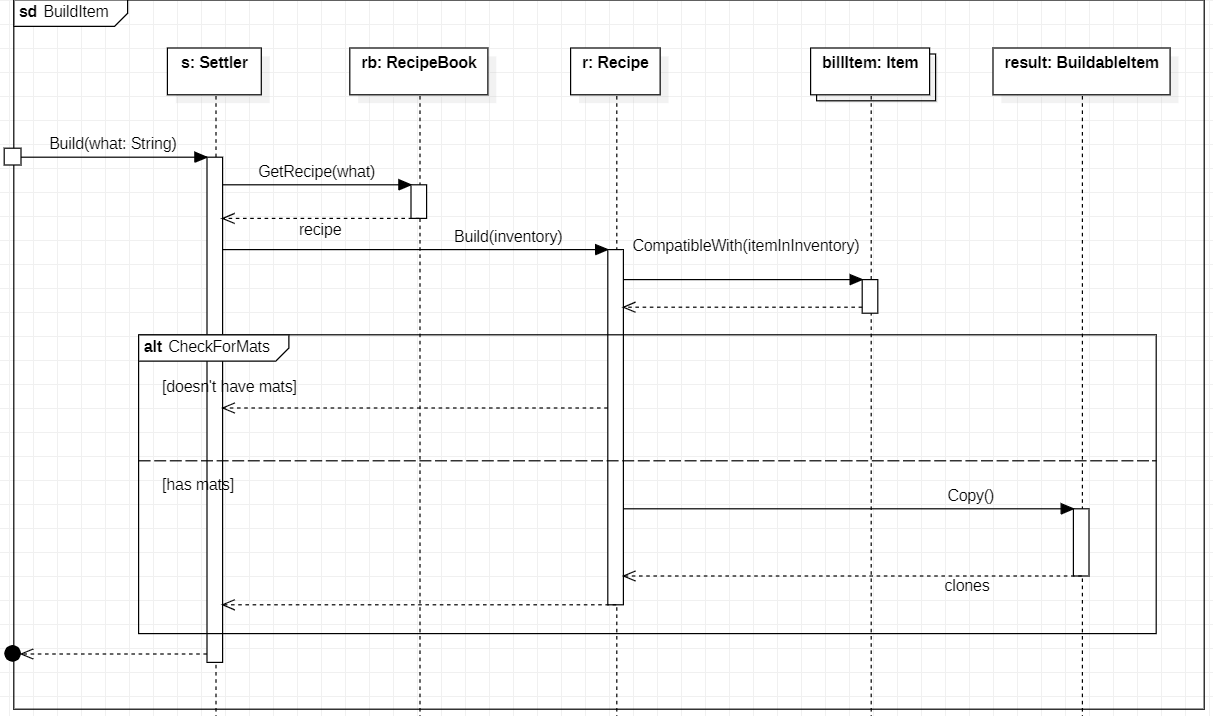 sd BuildItem
s: Settler
rb: RecipeBook
r: Recipe
billItem: Item
result: BuildableItem
Build(what: String)
GetRecipe(what)
recipe
Build(inventory)
CompatibleWith(itemInInventory)
alt CheckForMats
[doesn't have mats]
[has mats]
Copy()
clones